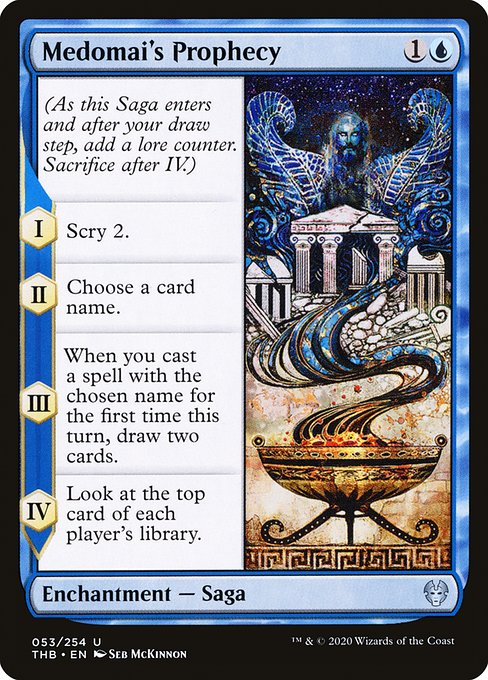 Medomai's Prophecy 1
(As this Saga enters
and after your draw
step, add a lore counter.
Sacrifice after IV.)
I Scry 2.
II Choose a card
name.
When you cast
a spell with the
chosen name for
III the first time this
turn, draw two
cards.
IV Look at the top
card of each
player's library.
Enchantment — Saga
053/254 U
THB • EN Seb McKinnon
™ & © 2020 Wizards of the Coast